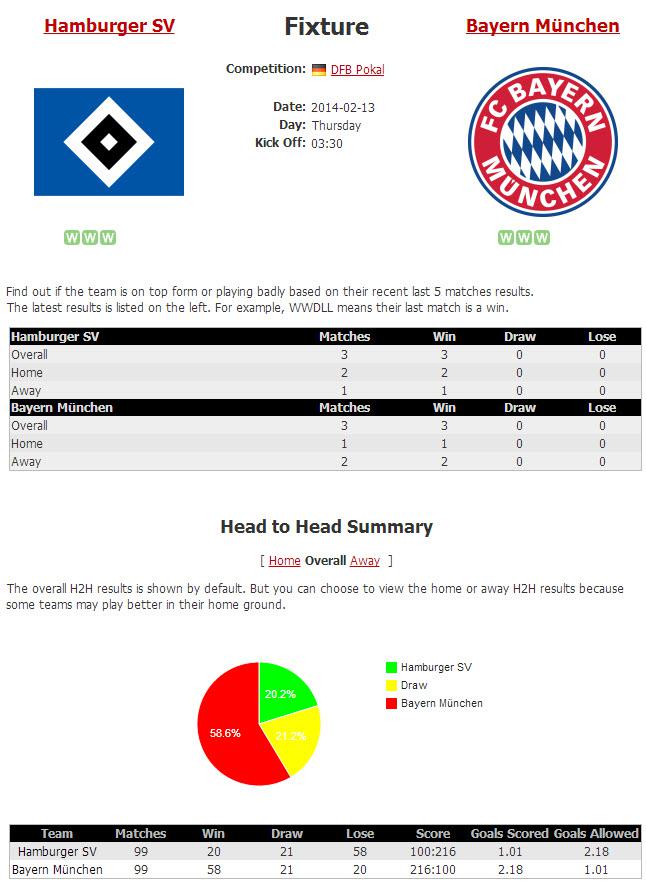 Hamburger SV
Fixture
Bayern München
Competition: DFB Pokal
Date: 2014-02-13
Day: Thursday
Kick Off: 03:30
FC BAYERN
MÜNCHEN
W W W
W W W
Find out if the team is on top form or playing badly based on their recent last 5 matches results.
The latest results is listed on the left. For example, WWDLL means their last match is a win.
Hamburger SV Matches Win Draw Lose
Overall 3 3 0 0
Home 2 2 0 0
Away 1 1 0 0
Bayern München Matches Win Draw Lose
Overall 3 3 0 0
Home 1 1 0 0
Away 2 2 0 0
Head to Head Summary
[ Home Overall Away ]
The overall H2H results is shown by default. But you can choose to view the home or away H2H results because
some teams may play better in their home ground.
Hamburger SV
Draw
Bayern München
20.2%
21.2%
58.6%
Team Matches Win Draw Lose Score Goals Scored Goals Allowed
Hamburger SV 99 20 21 58 100:216 1.01 2.18
Bayern München 99 58 21 20 216:100 2.18 1.01